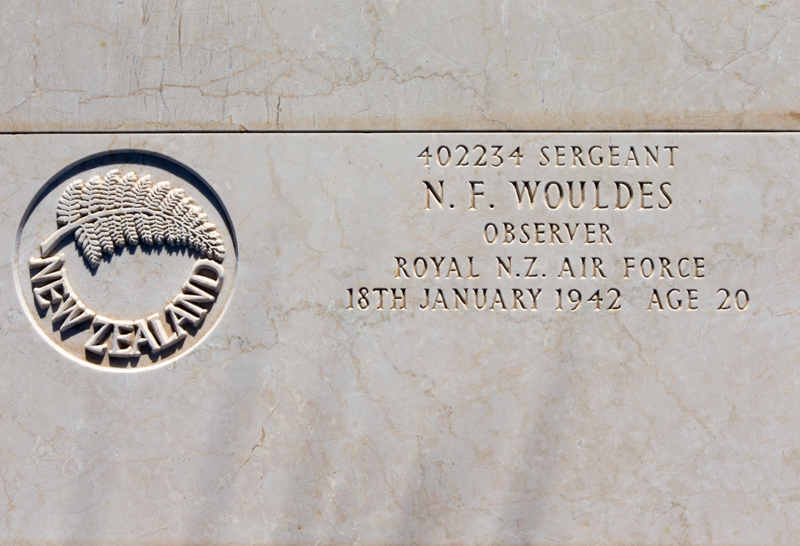 NEW ZEALAND
402234 SERGEANT
N. F. WOULDES
OBSERVER
ROYAL N.Z. AIR FORCE
18TH JANUARY 1942 AGE 20